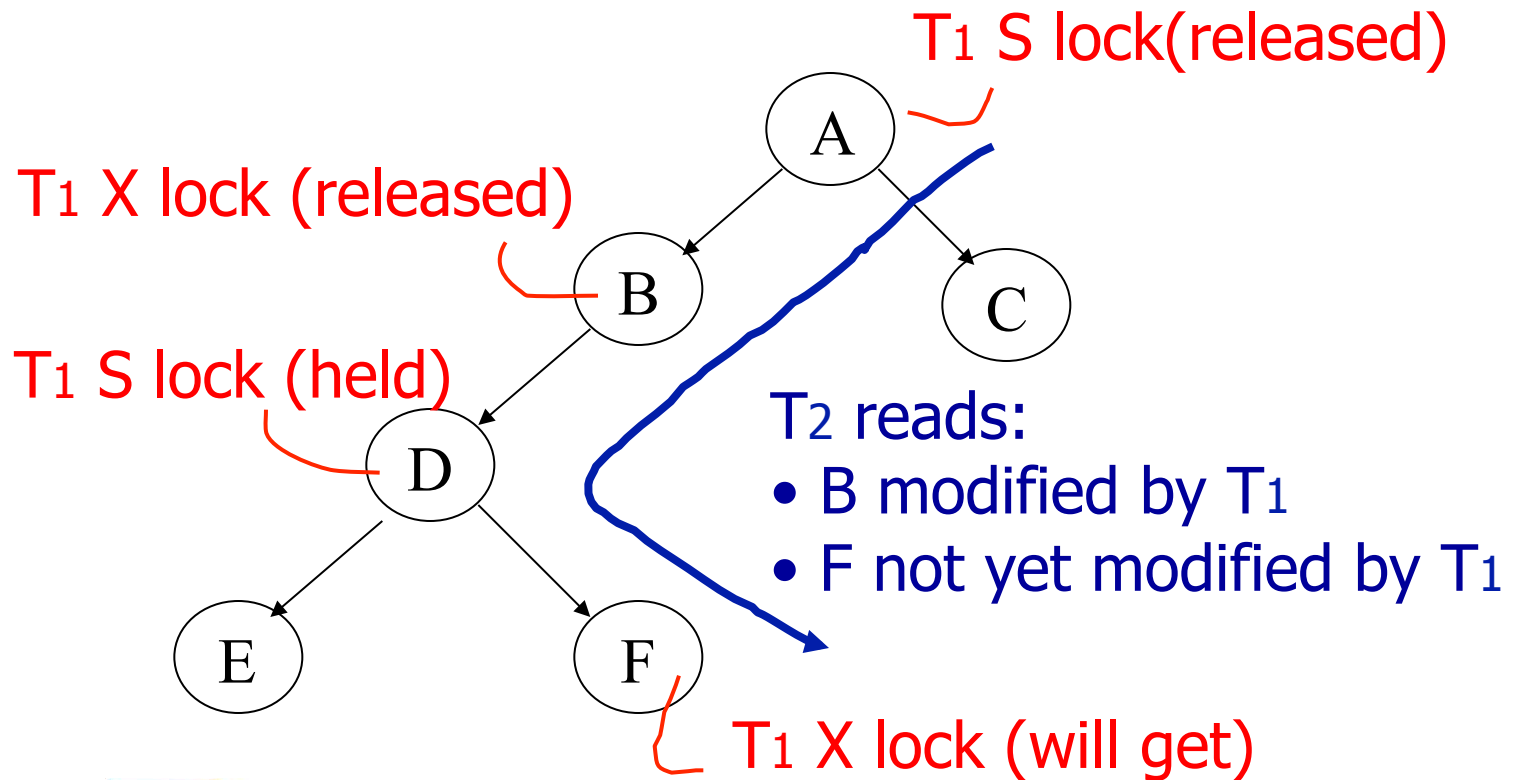 T1 S lock(released)
A
T1 X lock (released)
B
C
T1 S lock (held)
D
T2 reads:
• B modified by T1
• F not yet modified by T1
E
F
T1 X lock (will get)